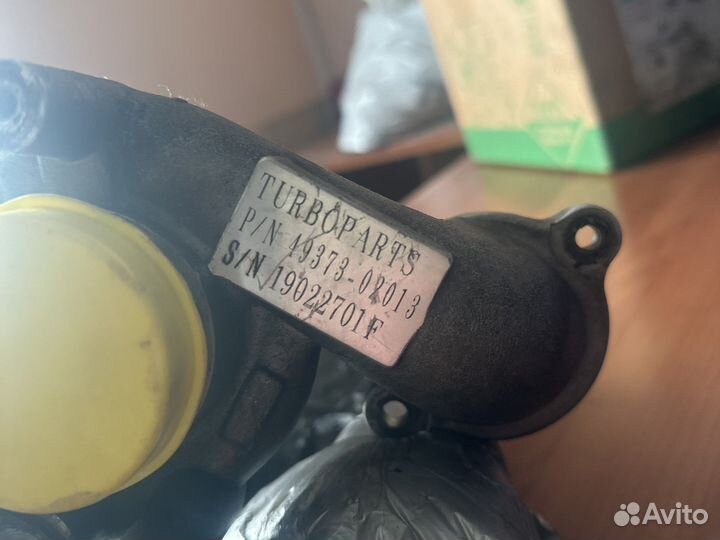 TURBOPARTS
P/N 49373-02013
S/N 19022701F
Avito